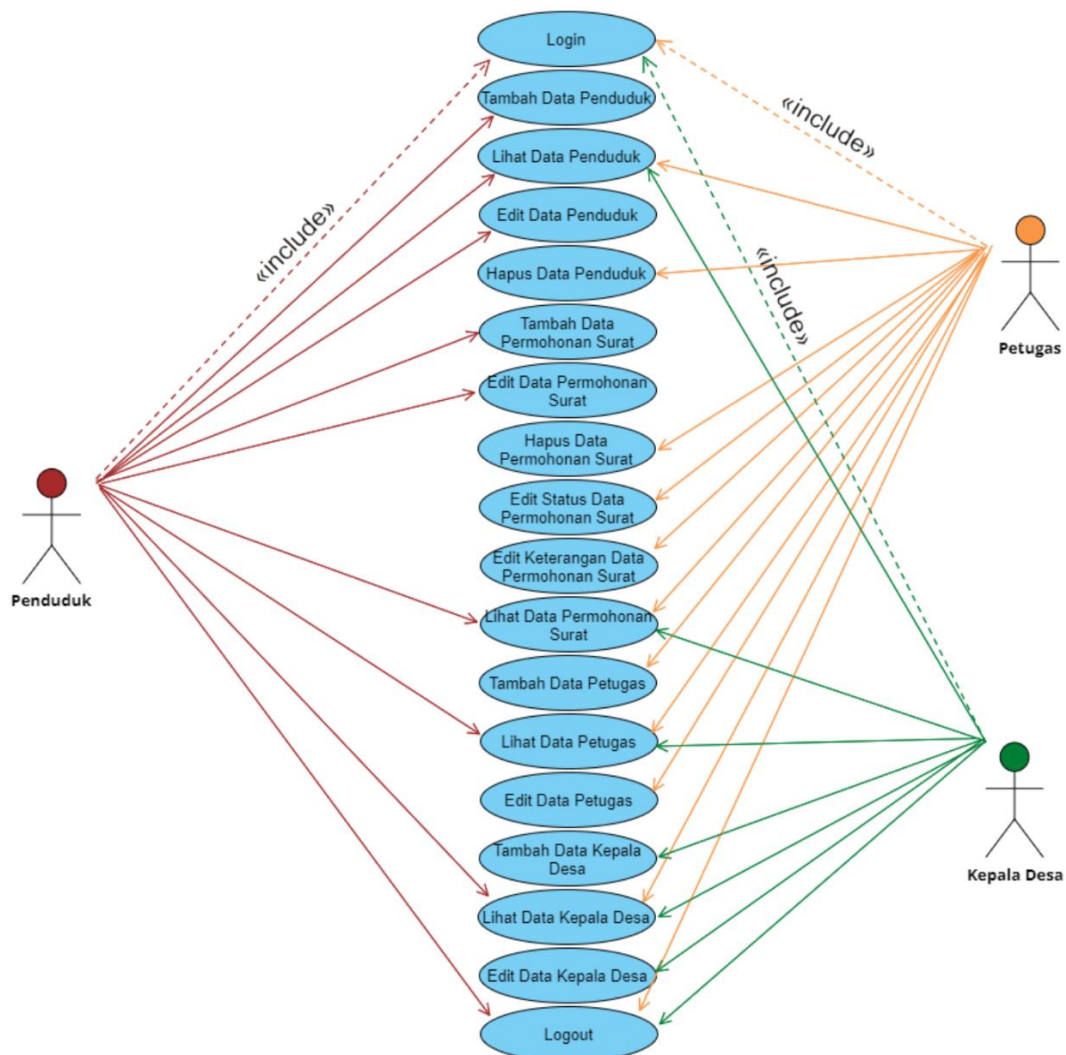 Login
Tambah Data Penduduk
Lihat Data Penduduk
Edit Data Penduduk
Hapus Data Penduduk
Tambah Data
Permohonan Surat
Edit Data Permohonan
Surat
Hapus Data
Permohonan Surat
Edit Status Data
Permohonan Surat
Edit Keterangan Data
Permohonan Surat
Lihat Data Permohonan
Surat
Tambah Data Petugas
Lihat Data Petugas
Edit Data Petugas
Tambah Data Kepala
Desa
Lihat Data Kepala Desa
Edit Data Kepala Desa
Logout
«include»
«include»
«include»
Penduduk
Petugas
Kepala Desa